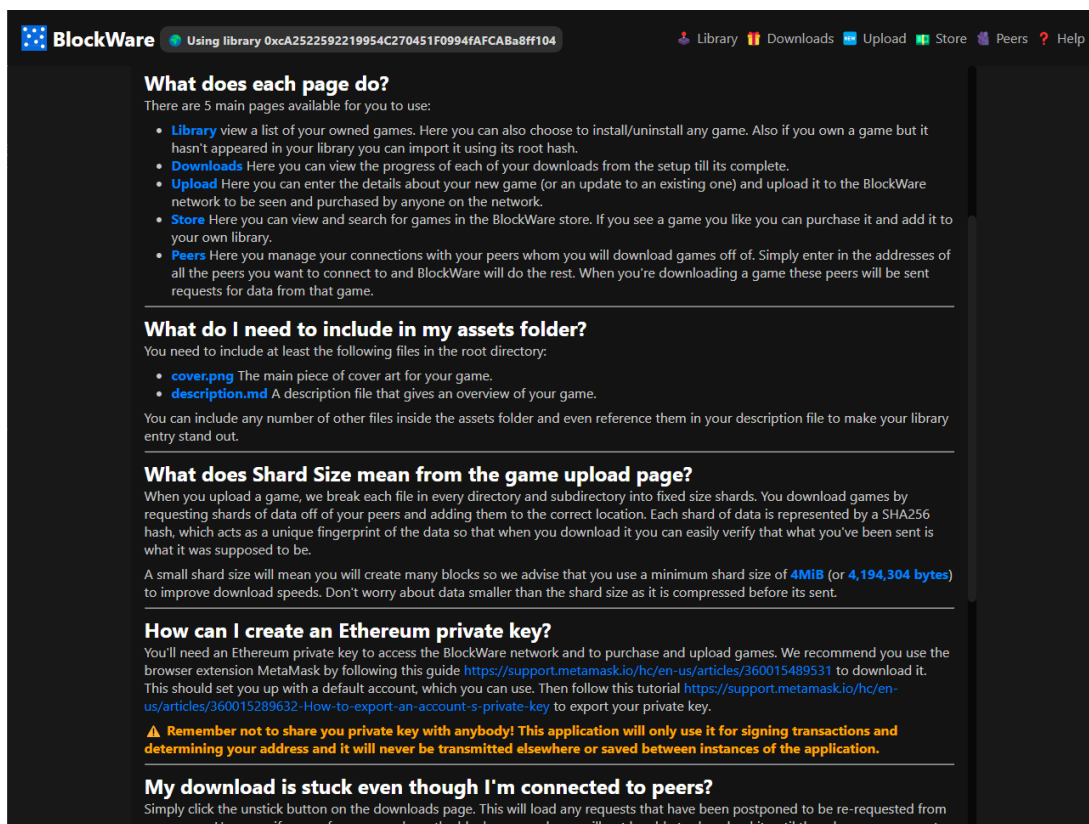 BlockWare Using library 0xcA2522592219954C270451F0994fAFCABa8ff104 Library Downloads Upload Store Peers ? Help
What does each page do?
There are 5 main pages available for you to use:
• Library view a list of your owned games. Here you can also choose to install/uninstall any game. Also if you own a game but it
hasn't appeared in your library you can import it using its root hash.
• Downloads Here you can view the progress of each of your downloads from the setup till its complete.
• Upload Here you can enter the details about your new game (or an update to an existing one) and upload it to the BlockWare
network to be seen and purchased by anyone on the network.
• Store Here you can view and search for games in the BlockWare store. If you see a game you like you can purchase it and add it to
your own library.
• Peers Here you manage your connections with your peers whom you will download games off of. Simply enter in the addresses of
all the peers you want to connect to and BlockWare will do the rest. When you're downloading a game these peers will be sent
requests for data from that game.
What do I need to include in my assets folder?
You need to include at least the following files in the root directory:
• cover.png The main piece of cover art for your game.
• description.md A description file that gives an overview of your game.
You can include any number of other files inside the assets folder and even reference them in your description file to make your library
entry stand out.
What does Shard Size mean from the game upload page?
When you upload a game, we break each file in every directory and subdirectory into fixed size shards. You download games by
requesting shards of data off of your peers and adding them to the correct location. Each shard of data is represented by a SHA256
hash, which acts as a unique fingerprint of the data so that when you download it you can easily verify that what you've been sent is
what it was supposed to be.
A small shard size will mean you will create many blocks so we advise that you use a minimum shard size of 4MiB (or 4,194,304 bytes)
to improve download speeds. Don't worry about data smaller than the shard size as it is compressed before its sent.
How can I create an Ethereum private key?
You'll need an Ethereum private key to access the BlockWare network and to purchase and upload games. We recommend you use the
browser extension MetaMask by following this guide https://support.metamask.io/hc/en-us/articles/360015489531 to download it.
This should set you up with a default account, which you can use. Then follow this tutorial https://support.metamask.io/hc/en-
us/articles/360015289632-How-to-export-an-account-s-private-key to export your private key.
⚠ Remember not to share you private key with anybody! This application will only use it for signing transactions and
determining your address and it will never be transmitted elsewhere or saved between instances of the application.
My download is stuck even though I'm connected to peers?
Simply click the unstick button on the downloads page. This will load any requests that have been postponed to be re-requested from